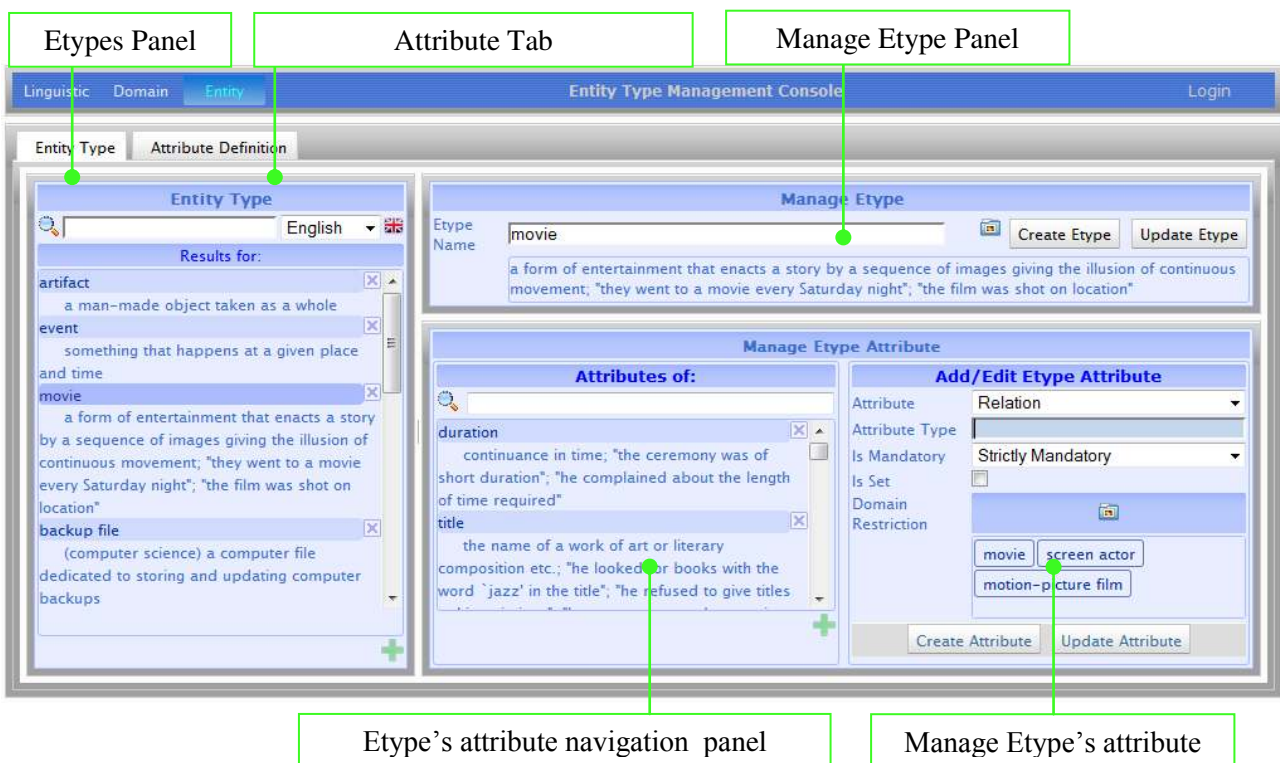 Etypes Panel
Attribute Tab
Manage Etype Panel
Linguistic Domain Entity
Entity Type Management Console
Login
Entity Type
Attribute Definition
Entity Type
English
Results for:
artifact
a man-made object taken as a whole
event
something that happens at a given place
and time
movie
a form of entertainment that enacts a story
by a sequence of images giving the illusion of
continuous movement; "they went to a movie
every Saturday night"; "the film was shot on
location"
backup file
(computer science) a computer file
dedicated to storing and updating computer
backups
Manage Etype
Etype
Name
movie
Create Etype
Update Etype
a form of entertainment that enacts a story by a sequence of images giving the illusion of continuous
movement; "they went to a movie every Saturday night"; "the film was shot on location"
Manage Etype Attribute
Attributes of:
duration
continuance in time; "the ceremony was of
short duration"; "he complained about the length
of time required"
title
the name of a work of art or literary
composition etc.; "he looked for books with the
word `jazz' in the title"; "he refused to give titles
Add/Edit Etype Attribute
Attribute
Relation
Attribute Type
Is Mandatory
Strictly Mandatory
Is Set
Domain
Restriction
movie
screen actor
motion-picture film
Create Attribute
Update Attribute
Etype’s attribute navigation panel
Manage Etype’s attribute